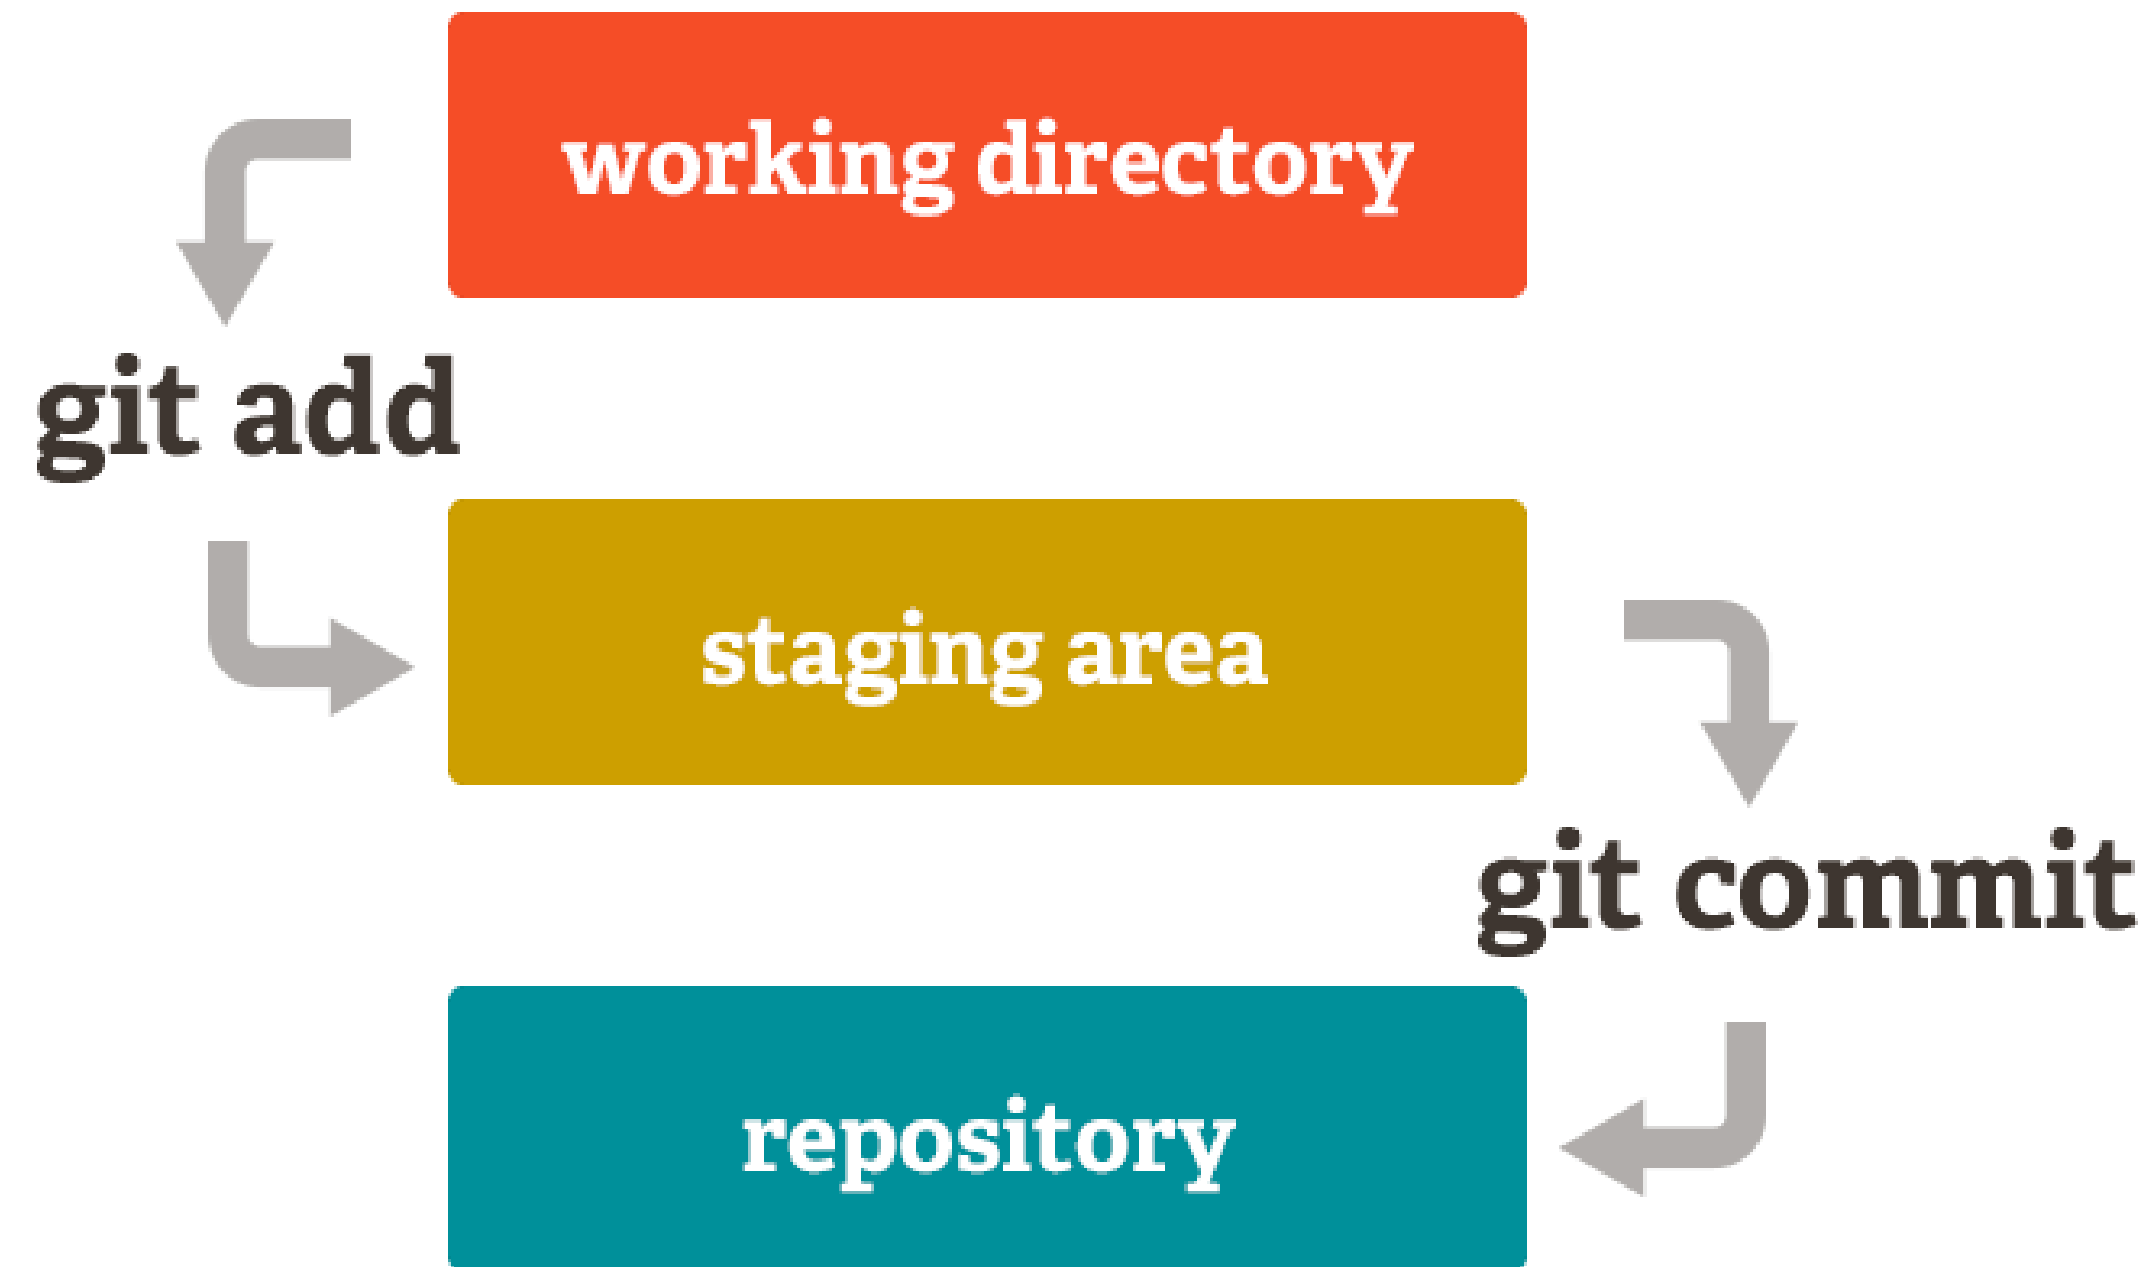 working directory
git add
staging area
git commit
repository